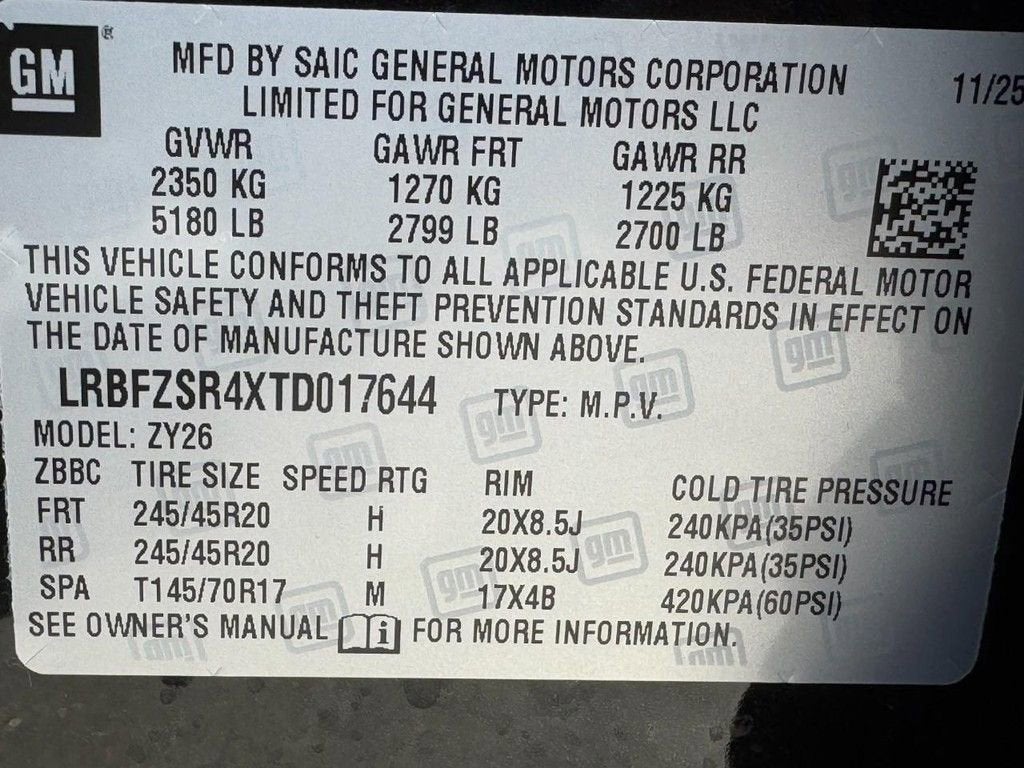 GM®
MFD BY SAIC GENERAL MOTORS CORPORATION 11/25
LIMITED FOR GENERAL MOTORS LLC
GVWR GAWR FRT GAWR RR
2350 KG 1270 KG 1225 KG
5180 LB 2799 LB 2700 LB
THIS VEHICLE CONFORMS TO ALL APPLICABLE U.S. FEDERAL MOTOR
VEHICLE SAFETY AND THEFT PREVENTION STANDARDS IN EFFECT ON
THE DATE OF MANUFACTURE SHOWN ABOVE.
LRBFZSR4XTD017644 TYPE: M.P.V.
MODEL: ZY26
ZBBC TIRE SIZE SPEED RTG RIM COLD TIRE PRESSURE
FRT 245/45R20 H 20X8.5J 240KPA(35PSI)
RR 245/45R20 H 20X8.5J 240KPA(35PSI)
SPA T145/70R17 M 17X4B 420KPA(60PSI)
SEE OWNER'S MANUAL i FOR MORE INFORMATION.